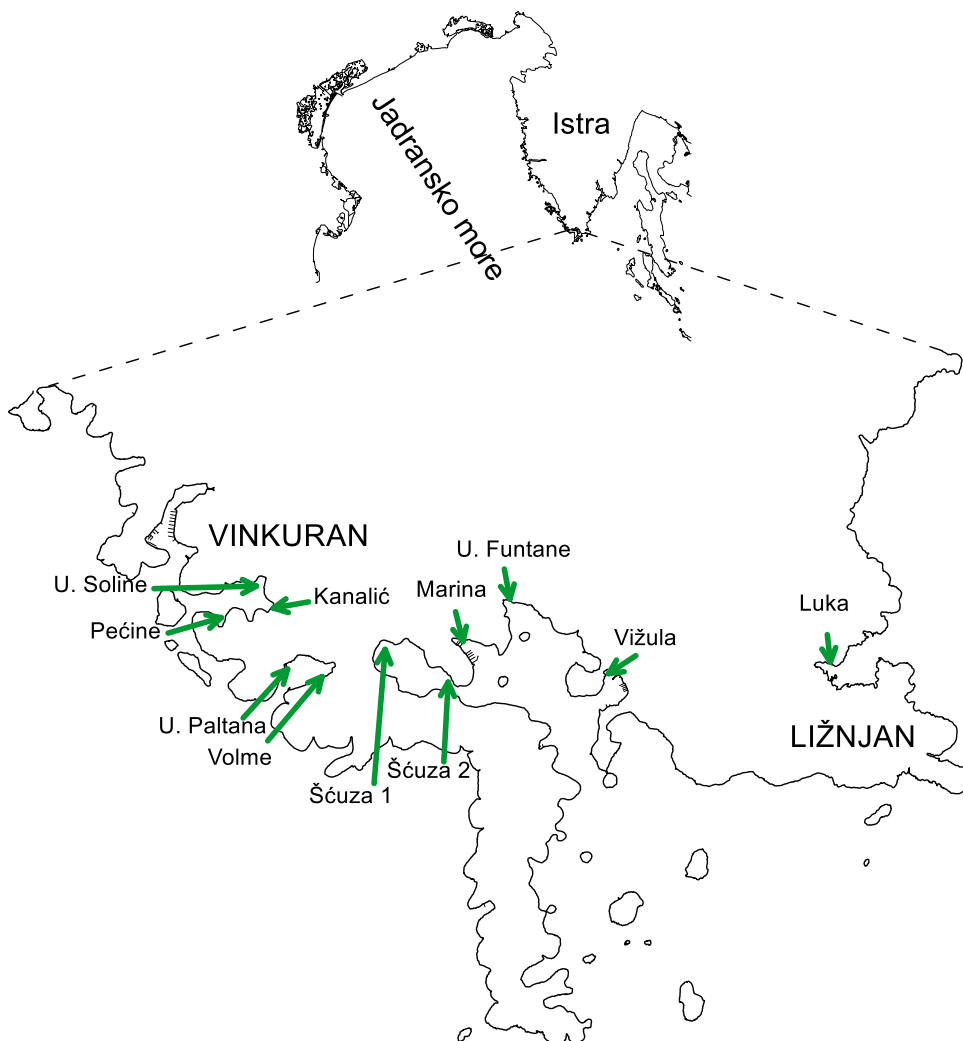 Istra
Jadransko more
VINKURAN
U. Funtane
U. Soline
Marina
Kanalić
Luka
Pećine
Vižula
U. Paltana
LIŽNJAN
Volme
Šćuza 2
Šćuza 1